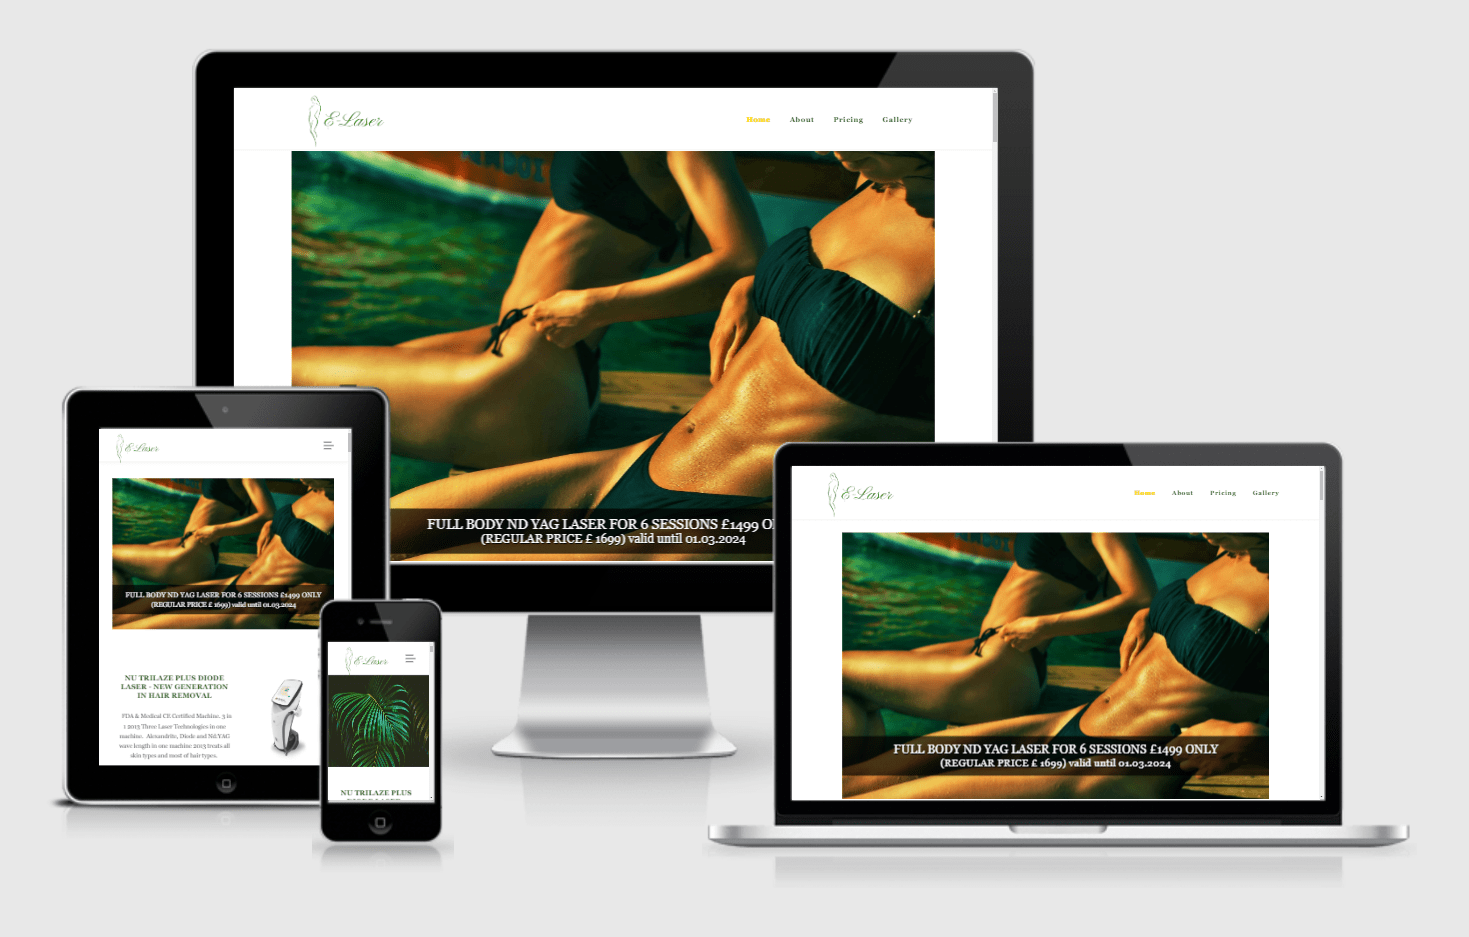 E-Laser
Home About Pricing Gallery
FULL BODY ND YAG LASER FOR 6 SESSIONS £1499
(REGULAR PRICE £ 1699) valid until 01.03.2024
E-Laser
FULL BODY ND YAG LASER FOR 6 SESSIONS £1499 ONLY
(REGULAR PRICE £ 1699) valid until 01.03.2024
NU TRILAZE PLUS DIODE
LASER - NEW GENERATION
IN HAIR REMOVAL
FDA & Medical CE Certified Machine. 3 in
1 2013 Three Laser Technologies in one
machine. Alexandrite, Diode and Nd.YAG
wave length in one machine 2013 treats all
skin types and most of hair types.
E-Laser
NU TRILAZE PLUS
E-Laser
Home About Pricing Gallery
FULL BODY ND YAG LASER FOR 6 SESSIONS £1499 ONLY
(REGULAR PRICE £ 1699) valid until 01.03.2024